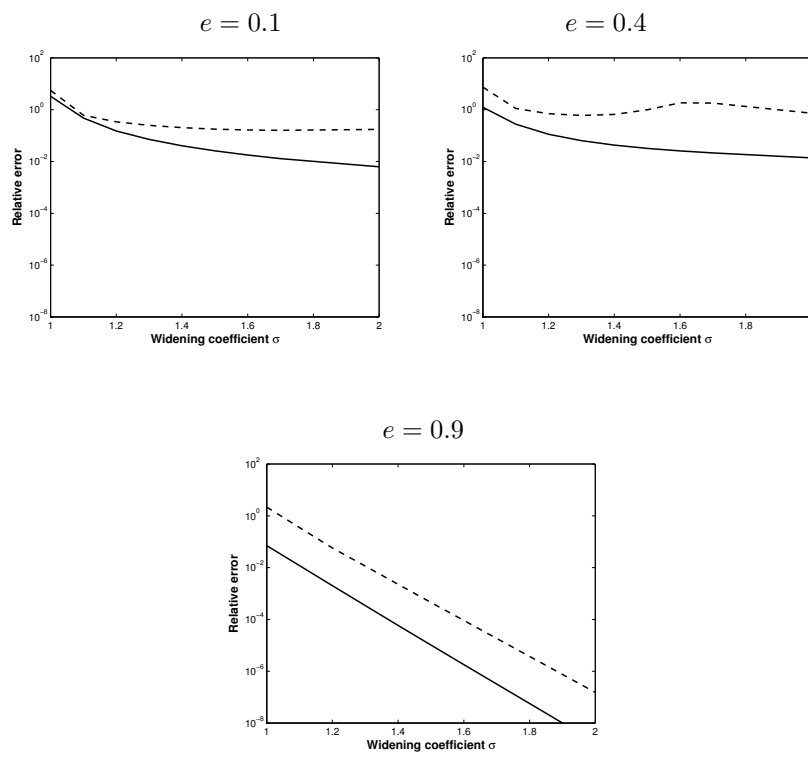 e = 0.1
e = 0.4
10^2
10^0
10^-2
10^-4
10^-6
10^-8
Relative error
1 1.2 1.4 1.6 1.8 2
Widening coefficient σ
10^2
10^0
10^-2
10^-4
10^-6
10^-8
Relative error
1 1.2 1.4 1.6 1.8
Widening coefficient σ
e = 0.9
10^2
10^0
10^-2
10^-4
10^-6
10^-8
Relative error
1 1.2 1.4 1.6 1.8 2
Widening coefficient σ